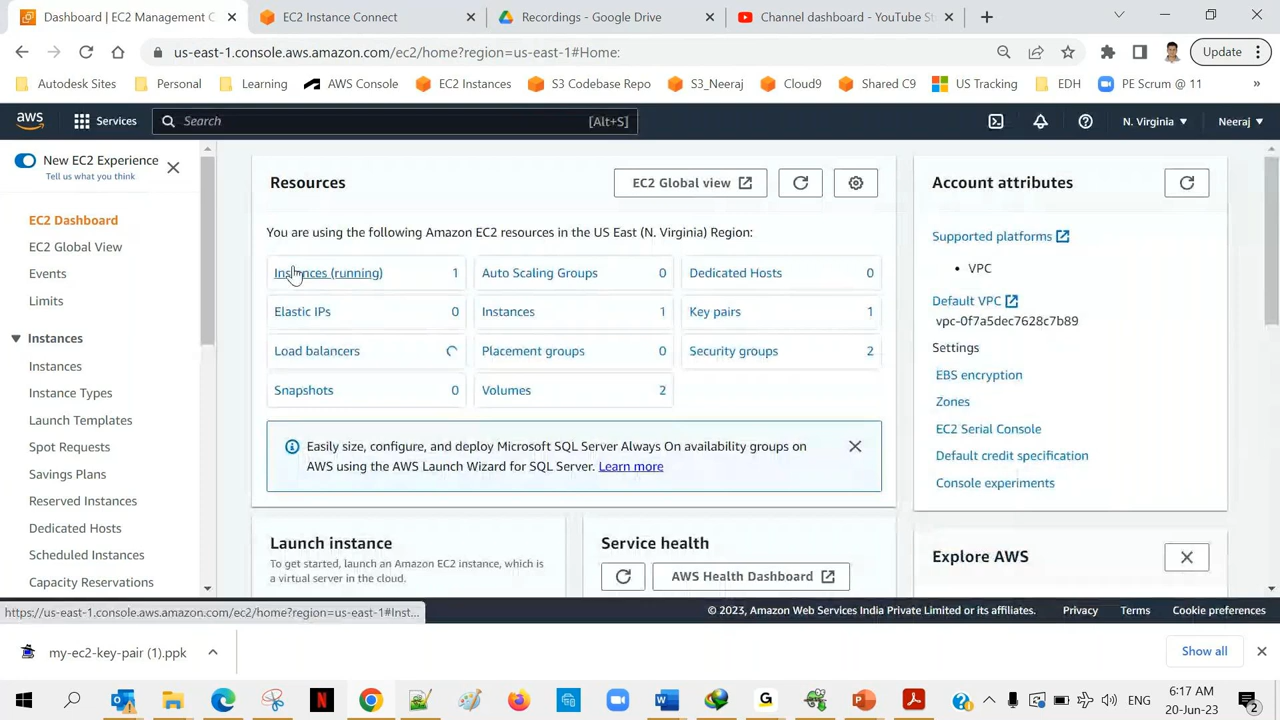 Dashboard | EC2 Management C
EC2 Instance Connect
Recordings - Google Drive
Channel dashboard - YouTube St
us-east-1.console.aws.amazon.com/ec2/home?region=us-east-1#Home:
Update
Autodesk Sites
Personal
Learning
AWS Console
EC2 Instances
S3 Codebase Repo
S3_Neeraj
Cloud9
Shared C9
US Tracking
EDH
PE Scrum @ 11
»
aws
Services
Search
[Alt+S]
N. Virginia
Neeraj
New EC2 Experience
Tell us what you think
EC2 Dashboard
EC2 Global View
Events
Limits
Instances
Instances
Instance Types
Launch Templates
Spot Requests
Savings Plans
Reserved Instances
Dedicated Hosts
Scheduled Instances
Capacity Reservations
Resources
EC2 Global view
You are using the following Amazon EC2 resources in the US East (N. Virginia) Region:
Instances (running) 1
Auto Scaling Groups 0
Dedicated Hosts 0
Elastic IPs 0
Instances 1
Key pairs 1
Load balancers
Placement groups 0
Security groups 2
Snapshots 0
Volumes 2
Easily size, configure, and deploy Microsoft SQL Server Always On availability groups on
AWS using the AWS Launch Wizard for SQL Server. Learn more
Launch instance
To get started, launch an Amazon EC2 instance, which is
a virtual server in the cloud.
Service health
AWS Health Dashboard
Account attributes
Supported platforms
• VPC
Default VPC
vpc-0f7a5dec7628c7b89
Settings
EBS encryption
Zones
EC2 Serial Console
Default credit specification
Console experiments
Explore AWS
https://us-east-1.console.aws.amazon.com/ec2/home?region=us-east-1#Inst...
© 2023, Amazon Web Services India Private Limited or its affiliates.
Privacy
Terms
Cookie preferences
my-ec2-key-pair (1).ppk
Show all
ENG
6:17 AM
20-Jun-23
2